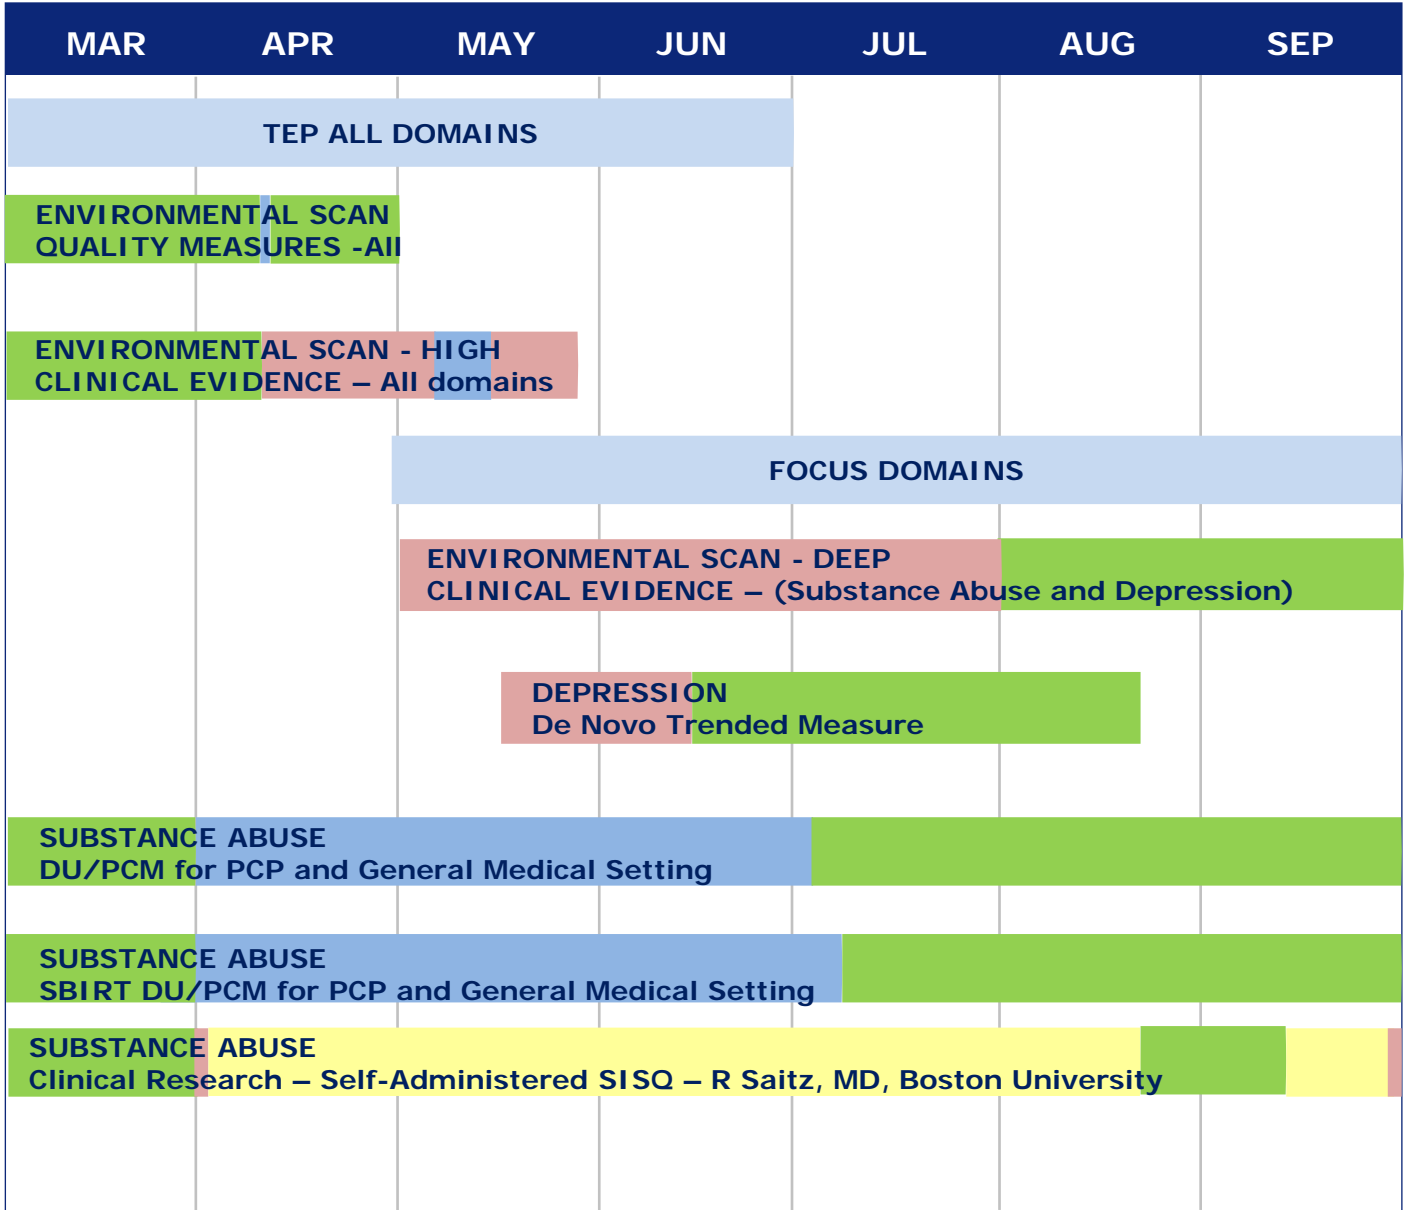 MAR APR MAY JUN JUL AUG SEP
TEP ALL DOMAINS
ENVIRONMENTAL SCAN
QUALITY MEASURES -All
ENVIRONMENTAL SCAN - HIGH
CLINICAL EVIDENCE – All domains
FOCUS DOMAINS
ENVIRONMENTAL SCAN - DEEP
CLINICAL EVIDENCE – (Substance Abuse and Depression)
DEPRESSION
De Novo Trended Measure
SUBSTANCE ABUSE
DU/PCM for PCP and General Medical Setting
SUBSTANCE ABUSE
SBIRT DU/PCM for PCP and General Medical Setting
SUBSTANCE ABUSE
Clinical Research – Self-Administered SISQ – R Saitz, MD, Boston University